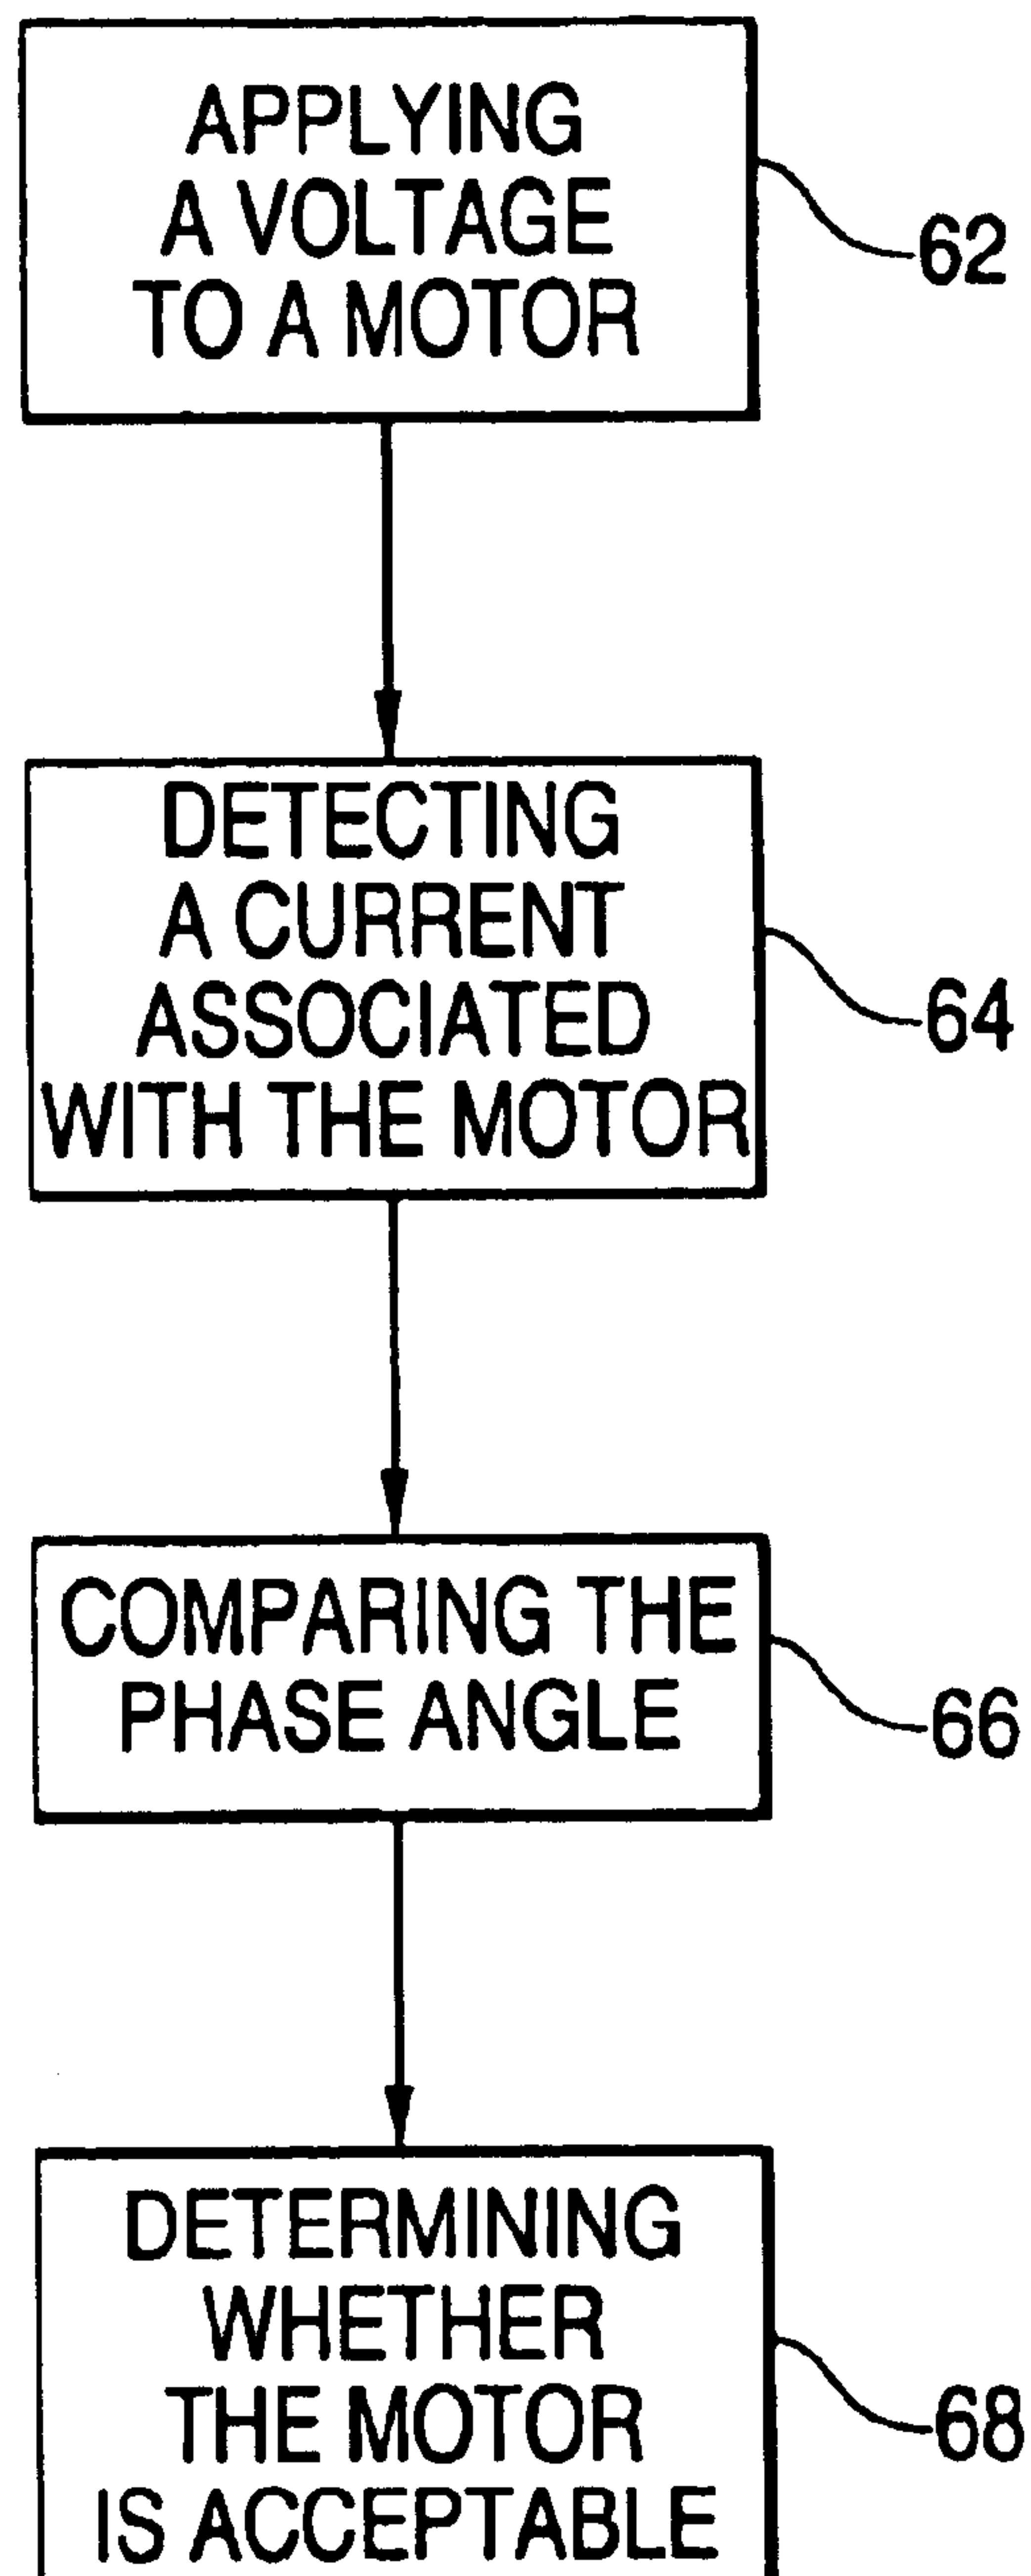 APPLYING
A VOLTAGE
TO A MOTOR
62
DETECTING
A CURRENT
ASSOCIATED
WITH THE MOTOR
64
COMPARING THE
PHASE ANGLE
66
DETERMINING
WHETHER
THE MOTOR
IS ACCEPTABLE
68